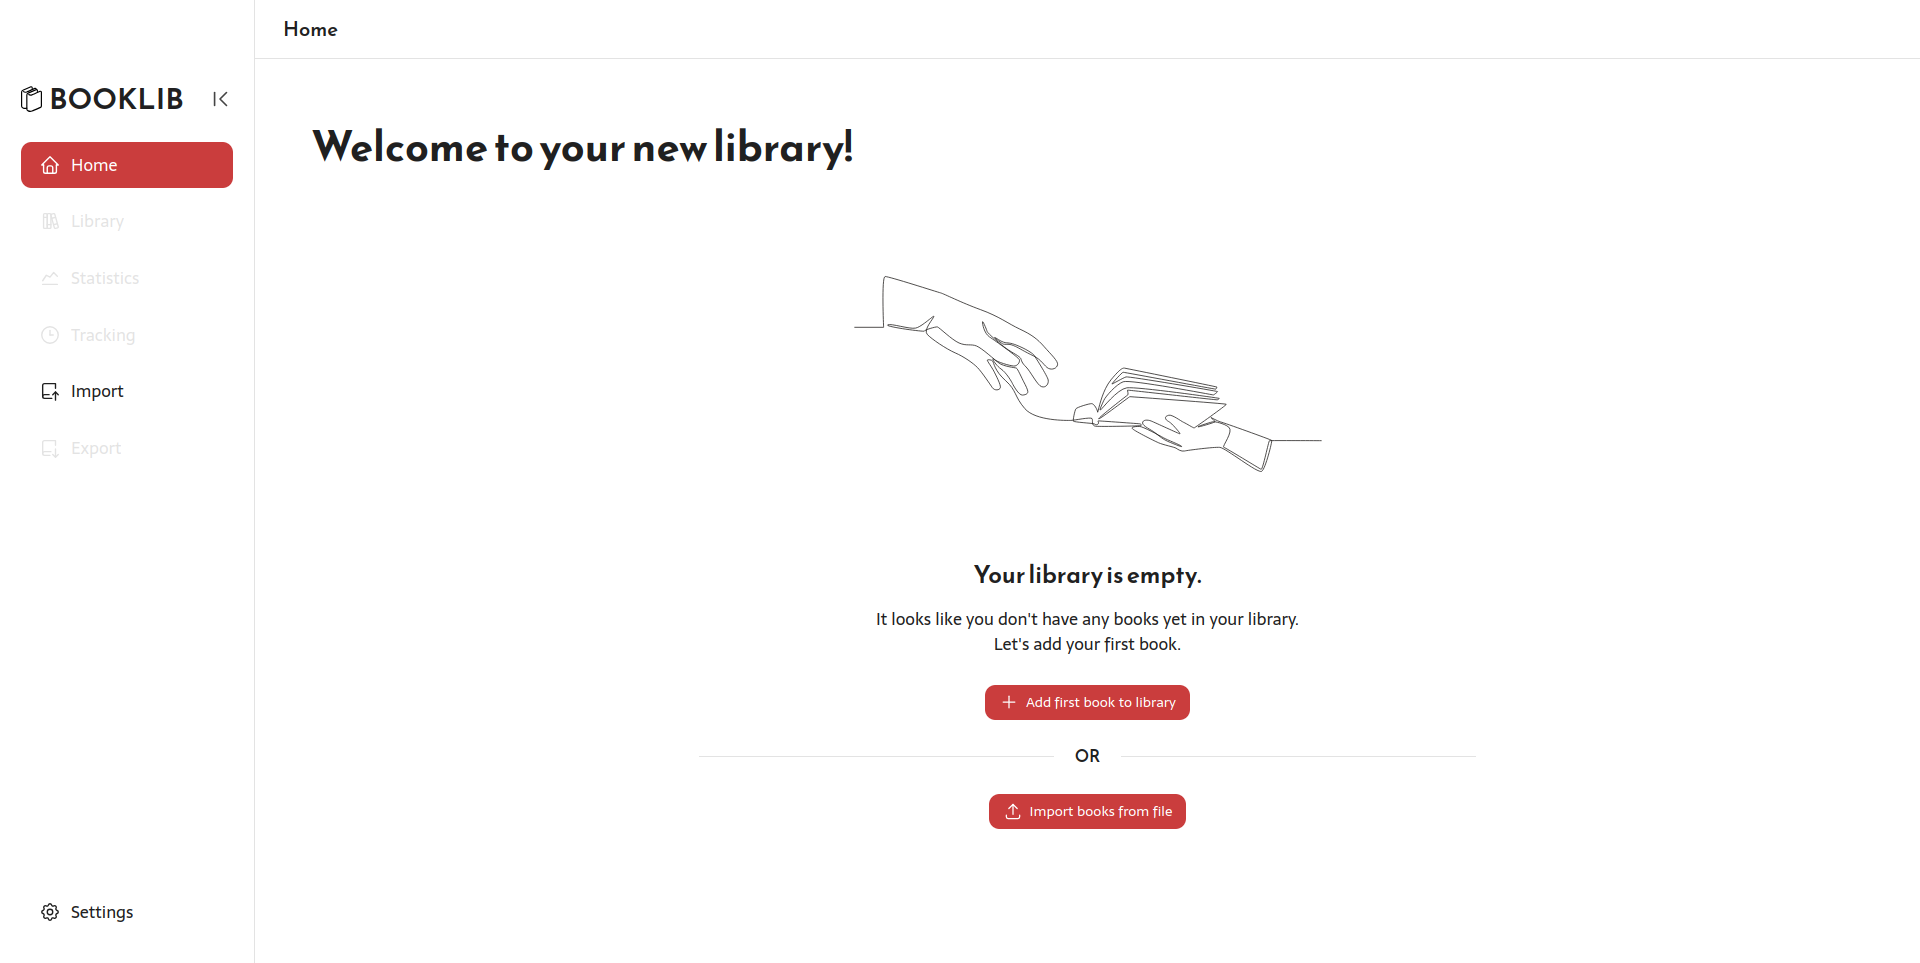 Home
BOOKLIB
Home
Library
Statistics
Tracking
Import
Export
Settings
Welcome to your new library!
Your library is empty.
It looks like you don't have any books yet in your library.
Let's add your first book.
Add first book to library
OR
Import books from file